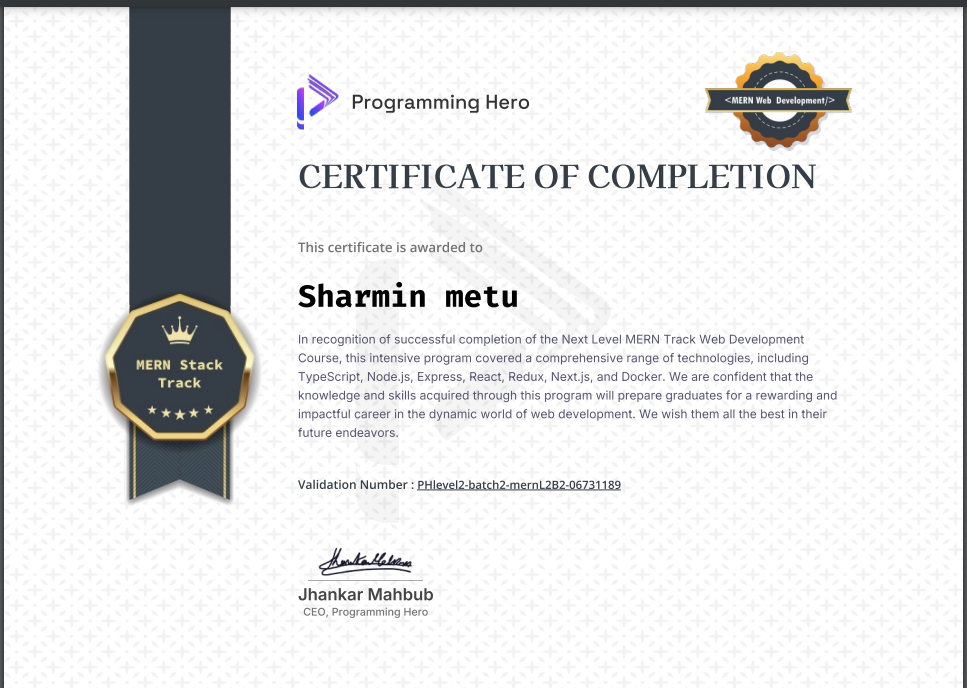 Programming Hero
<MERN Web Development/>
CERTIFICATE OF COMPLETION
This certificate is awarded to
Sharmin metu
In recognition of successful completion of the Next Level MERN Track Web Development
Course, this intensive program covered a comprehensive range of technologies, including
TypeScript, Node.js, Express, React, Redux, Next.js, and Docker. We are confident that the
knowledge and skills acquired through this program will prepare graduates for a rewarding and
impactful career in the dynamic world of web development. We wish them all the best in their
future endeavors.
MERN Stack
Track
Validation Number : PHlevel2-batch2-mernL2B2-06731189
Jhankar Mahbub
CEO, Programming Hero